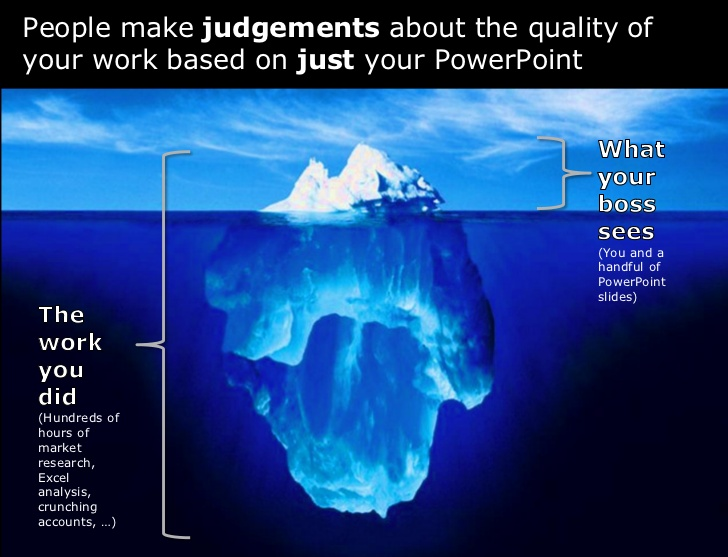 People make judgements about the quality of
your work based on just your PowerPoint
What
your
boss
sees
(You and a
handful of
PowerPoint
slides)
The
work
you
did
(Hundreds of
hours of
market
research,
Excel
analysis,
crunching
accounts, …)